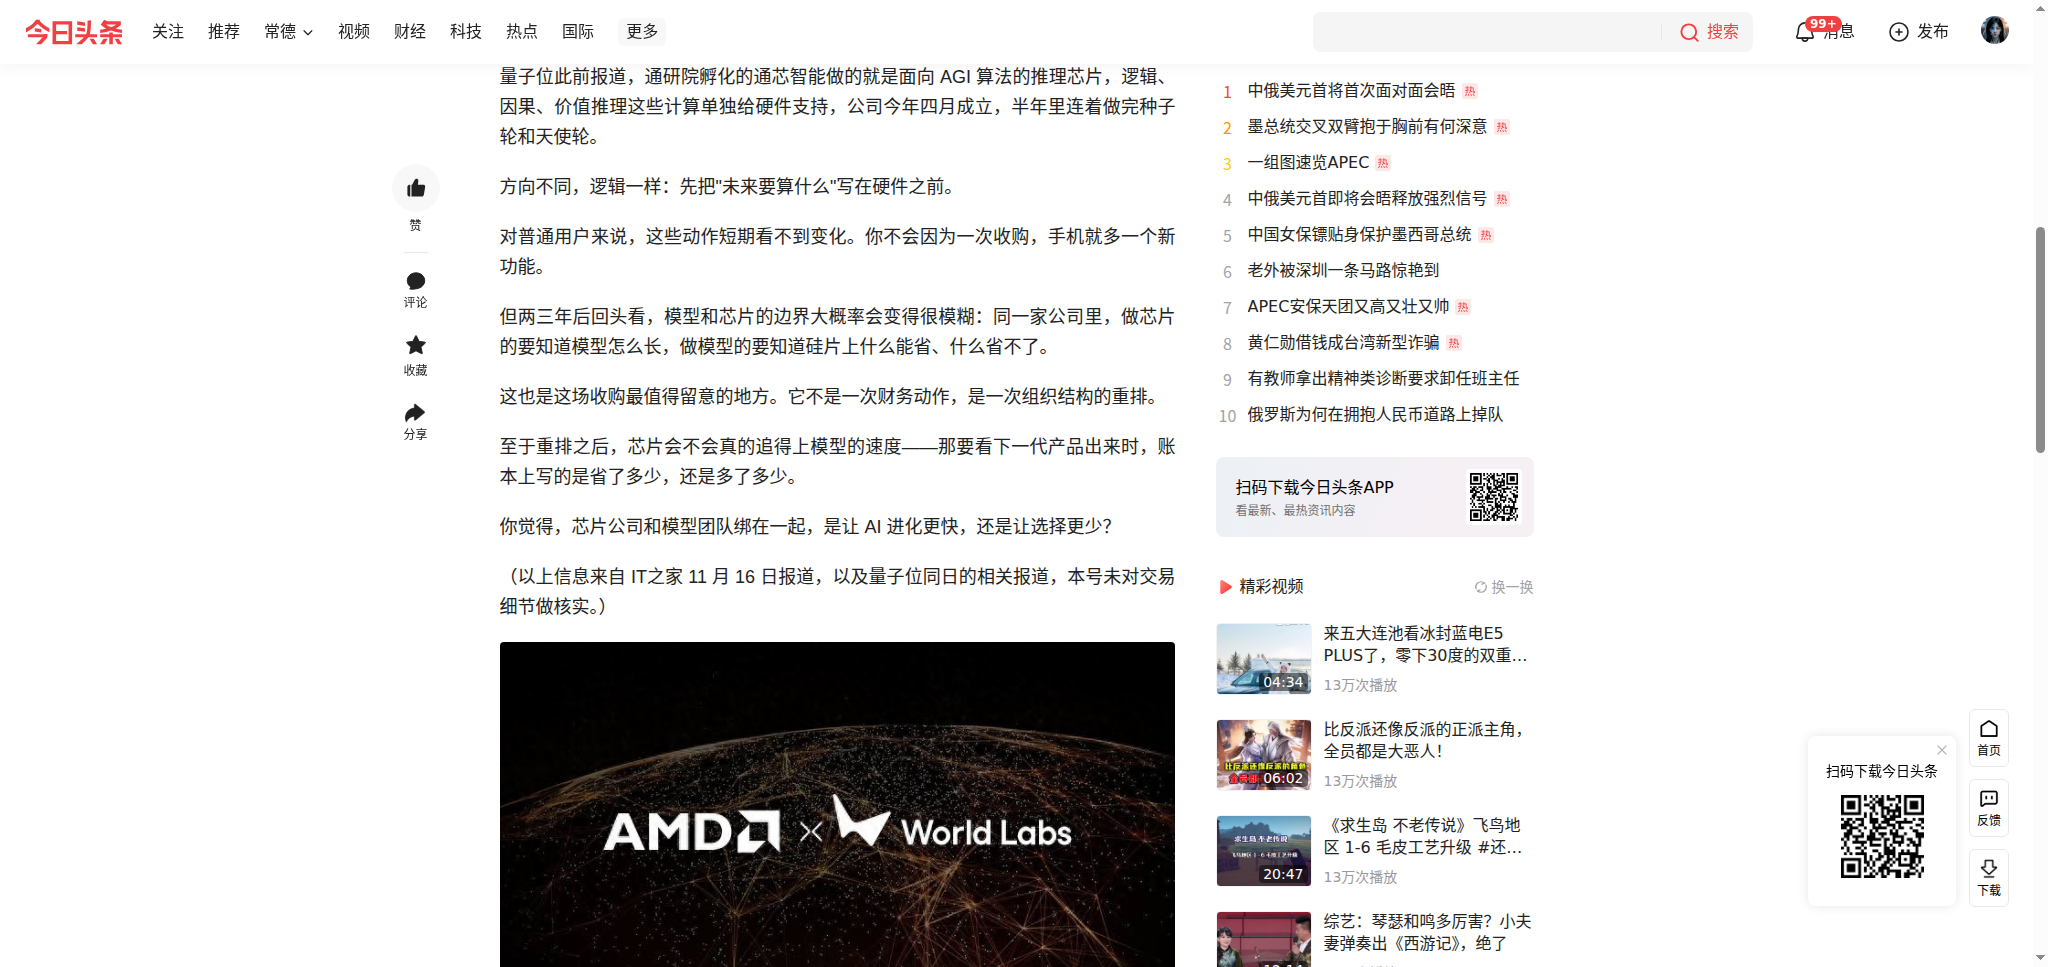 今日头条
关注
推荐
常德
视频
财经
科技
热点
国际
更多
搜索
99+
消息
发布
量子位此前报道，通研院孵化的通芯智能做的就是面向 AGI 算法的推理芯片，逻辑、
因果、价值推理这些计算单独给硬件支持，公司今年四月成立，半年里连着做完种子
轮和天使轮。
方向不同，逻辑一样：先把"未来要算什么"写在硬件之前。
对普通用户来说，这些动作短期看不到变化。你不会因为一次收购，手机就多一个新
功能。
但两三年后回头看，模型和芯片的边界大概率会变得很模糊：同一家公司里，做芯片
的要知道模型怎么长，做模型的要知道硅片上什么能省、什么省不了。
这也是这场收购最值得留意的地方。它不是一次财务动作，是一次组织结构的重排。
至于重排之后，芯片会不会真的追得上模型的速度——那要看下一代产品出来时，账
本上写的是省了多少，还是多了多少。
你觉得，芯片公司和模型团队绑在一起，是让 AI 进化更快，还是让选择更少？
（以上信息来自 IT之家 11 月 16 日报道，以及量子位同日的相关报道，本号未对交易
细节做核实。）
AMD
World Labs
赞
评论
收藏
分享
1 中俄美元首将首次面对面会晤 热
2 墨总统交叉双臂抱于胸前有何深意 热
3 一组图速览APEC 热
4 中俄美元首即将会晤释放强烈信号 热
5 中国女保镖贴身保护墨西哥总统 热
6 老外被深圳一条马路惊艳到
7 APEC安保天团又高又壮又帅 热
8 黄仁勋借钱成台湾新型诈骗 热
9 有教师拿出精神类诊断要求卸任班主任
10 俄罗斯为何在拥抱人民币道路上掉队
扫码下载今日头条APP
看最新、最热资讯内容
精彩视频
换一换
来五大连池看冰封蓝电E5
PLUS了，零下30度的双重...
13万次播放
04:34
比反派还像反派的正派主角，
全员都是大恶人！
13万次播放
比反派还像反派的
06:02
《求生岛 不老传说》飞鸟地
区 1-6 毛皮工艺升级 #还...
13万次播放
求生岛 不老传说
飞鸟地区 1-6 毛皮工艺升级
20:47
综艺：琴瑟和鸣多厉害？小夫
妻弹奏出《西游记》，绝了
扫码下载今日头条
首页
反馈
下载